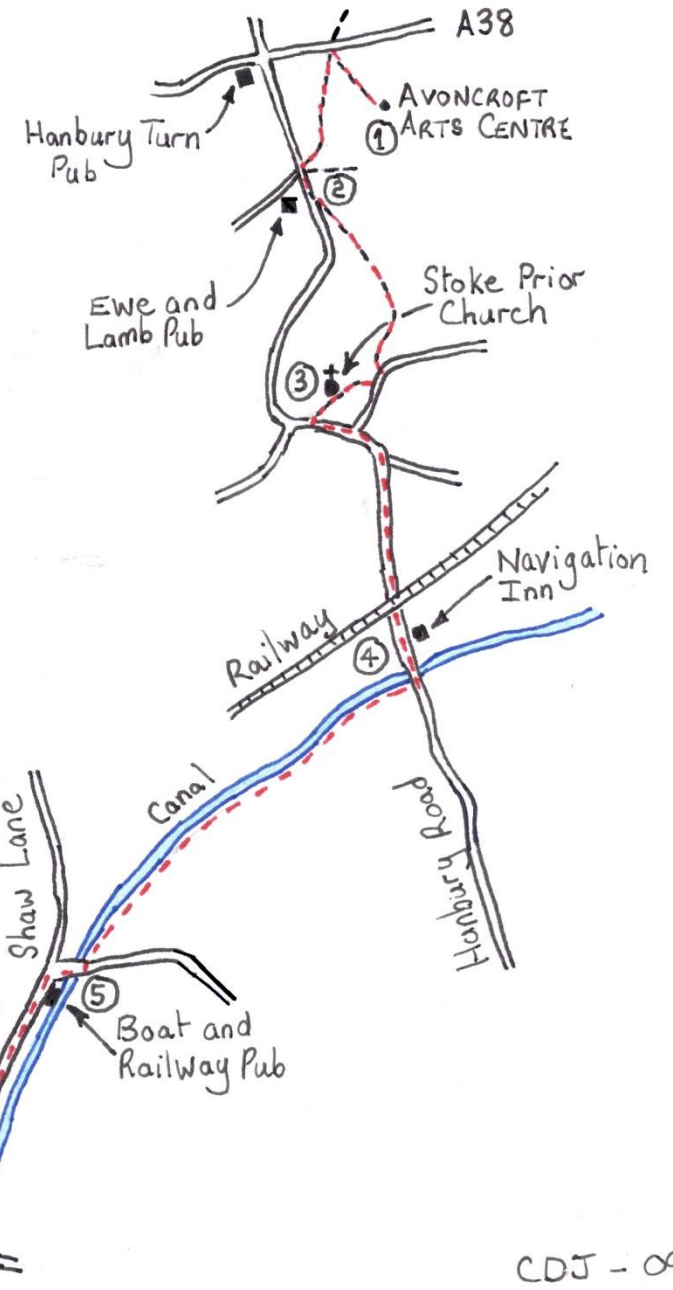 A38
AVONCROFT
① ARTS CENTRE
Hanbury Turn
Pub
②
Ewe and
Lamb Pub
Stoke Prior
Church
③
Navigation
Inn
Railway
④
Canal
Shaw Lane
Hanbury Road
⑤
Boat and
Railway Pub
CDJ -